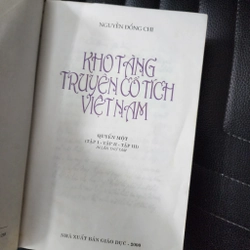 NGUYỄN ĐỔNG CHI
KHO TÀNG
TRUYỆN CỔ TÍCH
VIỆT NAM
QUYỂN MỘT
(TẬP I - TẬP II - TẬP III)
NHÀ XUẤT BẢN GIÁO DỤC - 2000